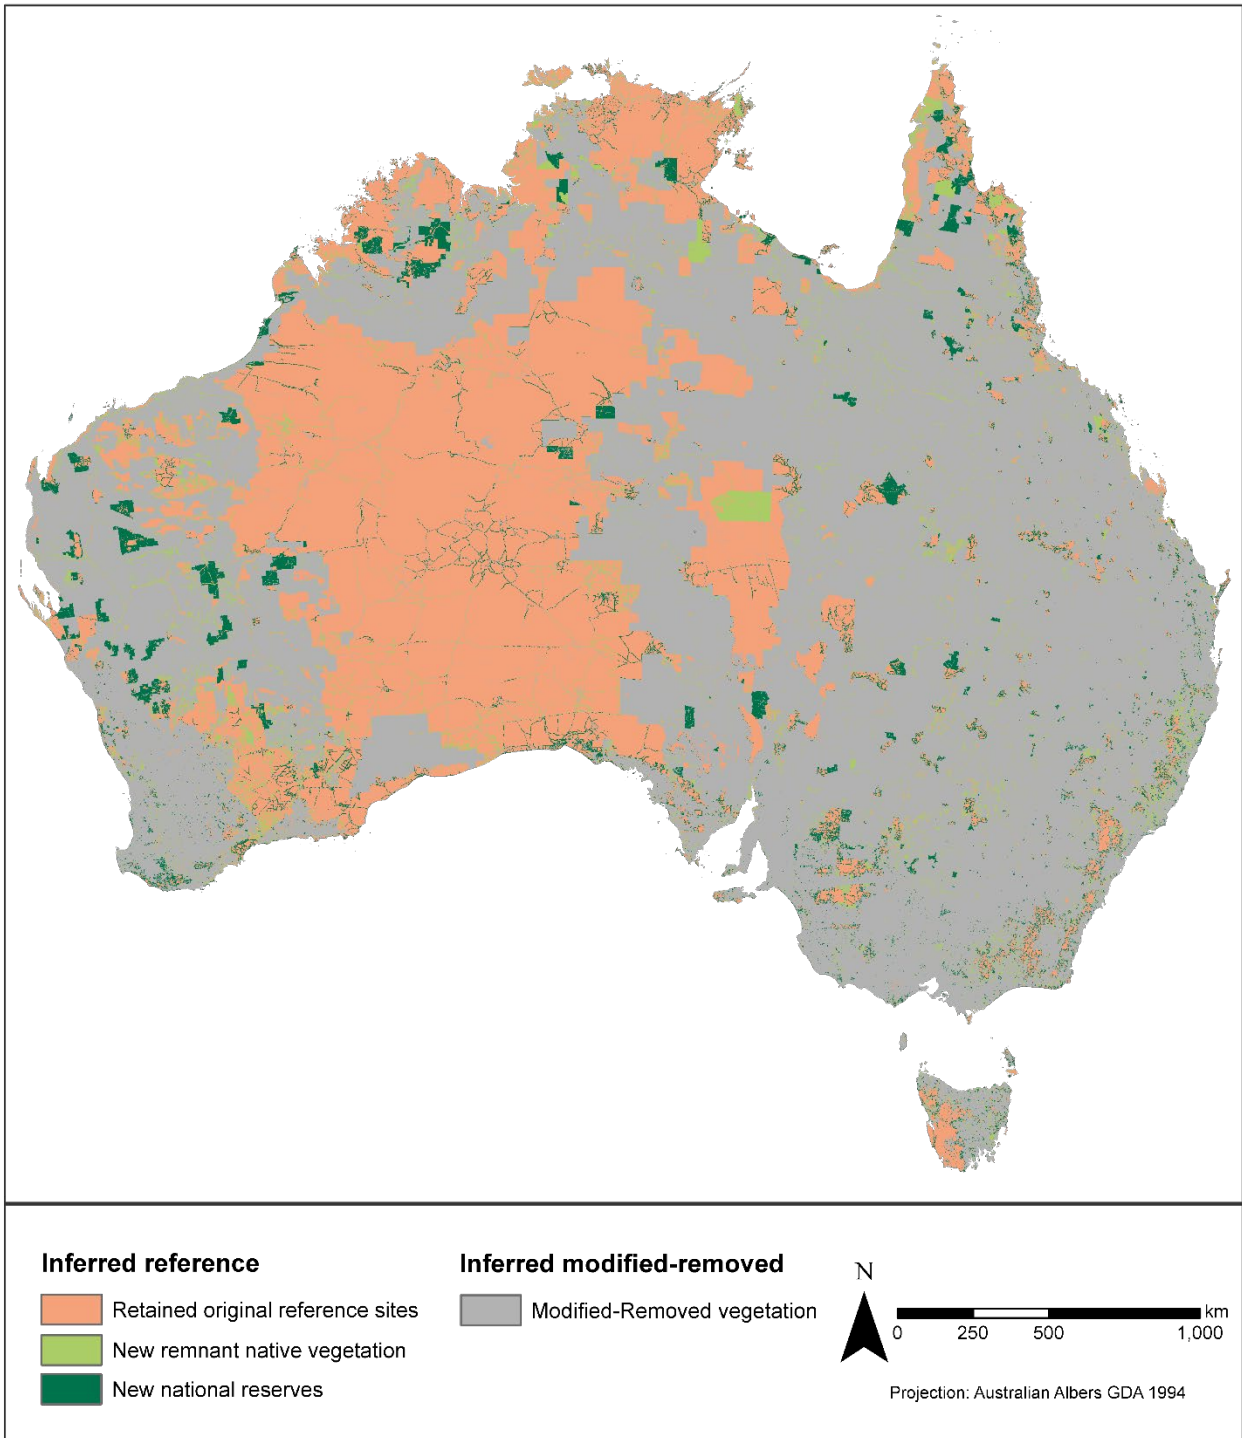 Inferred reference
Retained original reference sites
New remnant native vegetation
New national reserves
Inferred modified-removed
Modified-Removed vegetation
N
km
0 250 500 1,000
Projection: Australian Albers GDA 1994